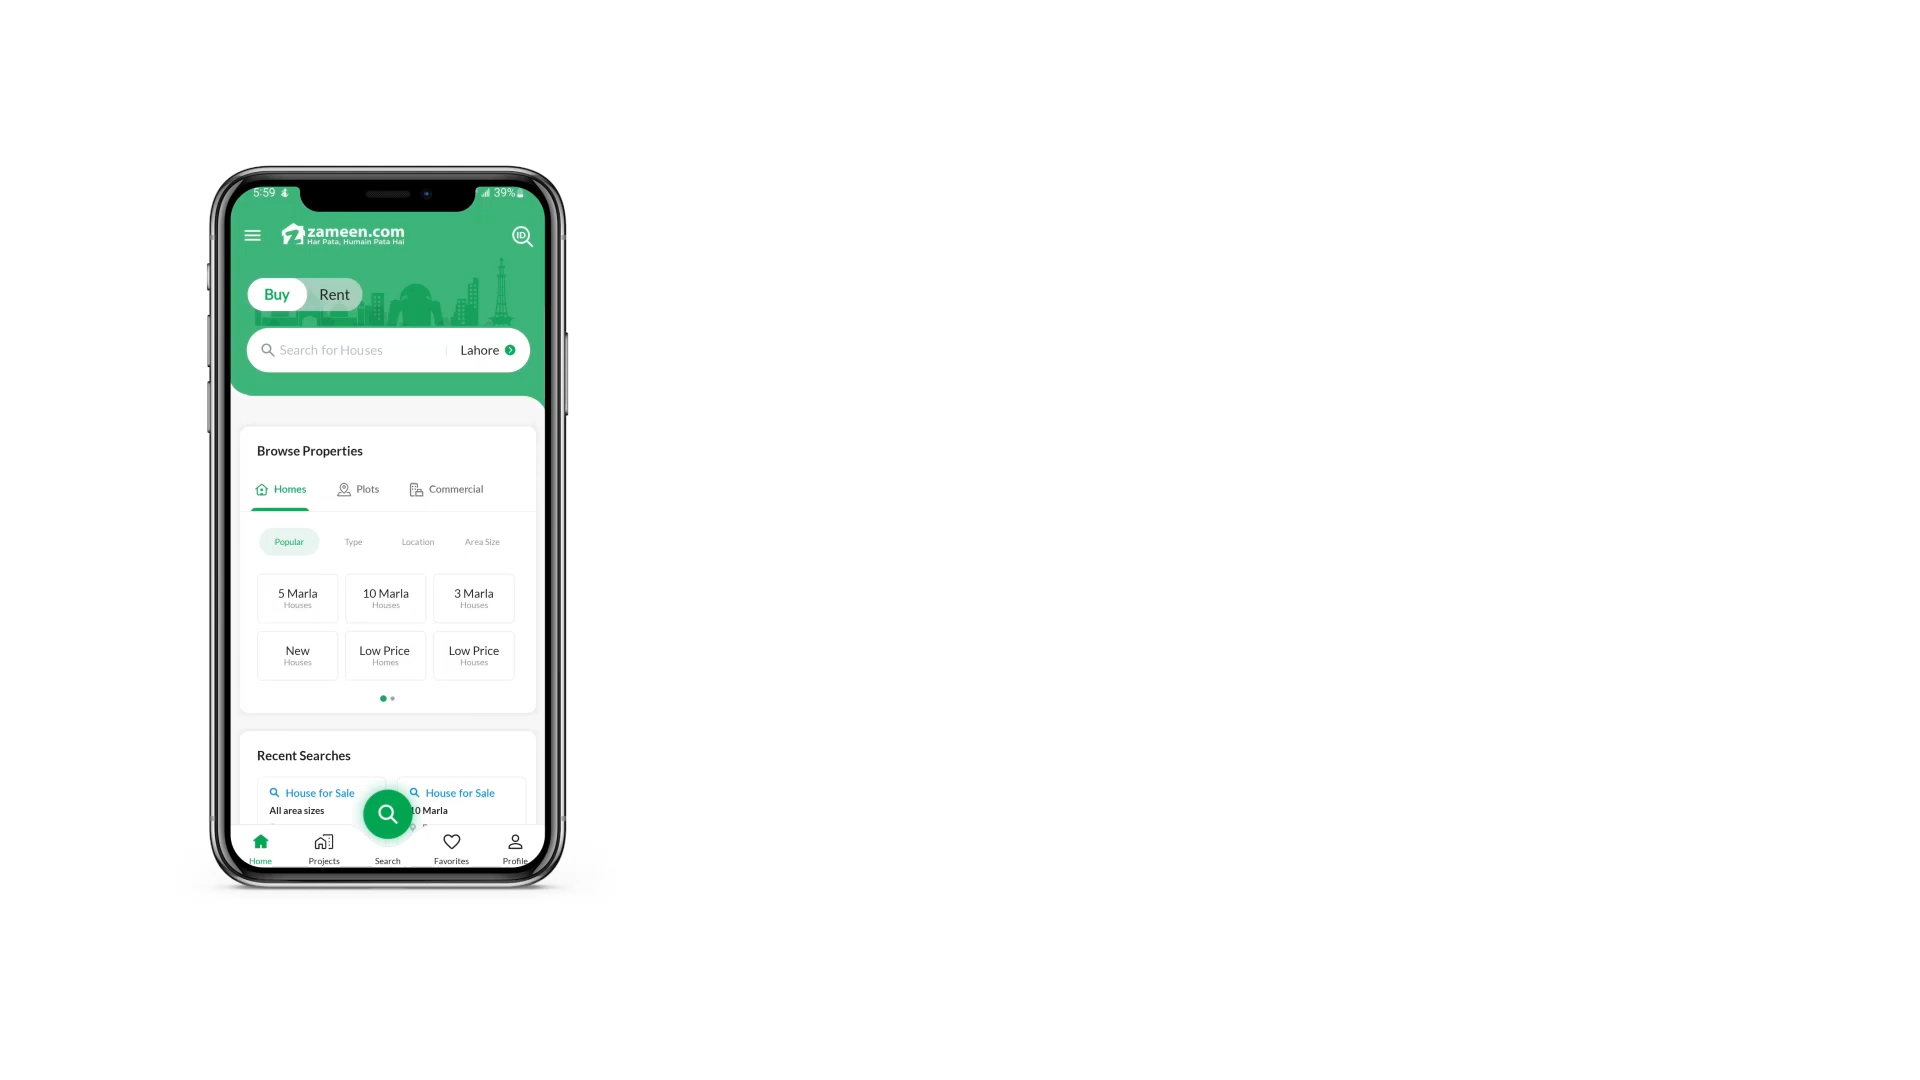 5:59
39%
zameen.com
Har Pata, Humain Pata Hai
ID
Buy Rent
Search for Houses Lahore
Browse Properties
Homes Plots Commercial
Popular Type Location Area Size
5 Marla 10 Marla 3 Marla
Houses Houses Houses
New Low Price Low Price
Houses Homes Houses
Recent Searches
House for Sale House for Sale
All area sizes 10 Marla
Home Projects Search Favorites Profile